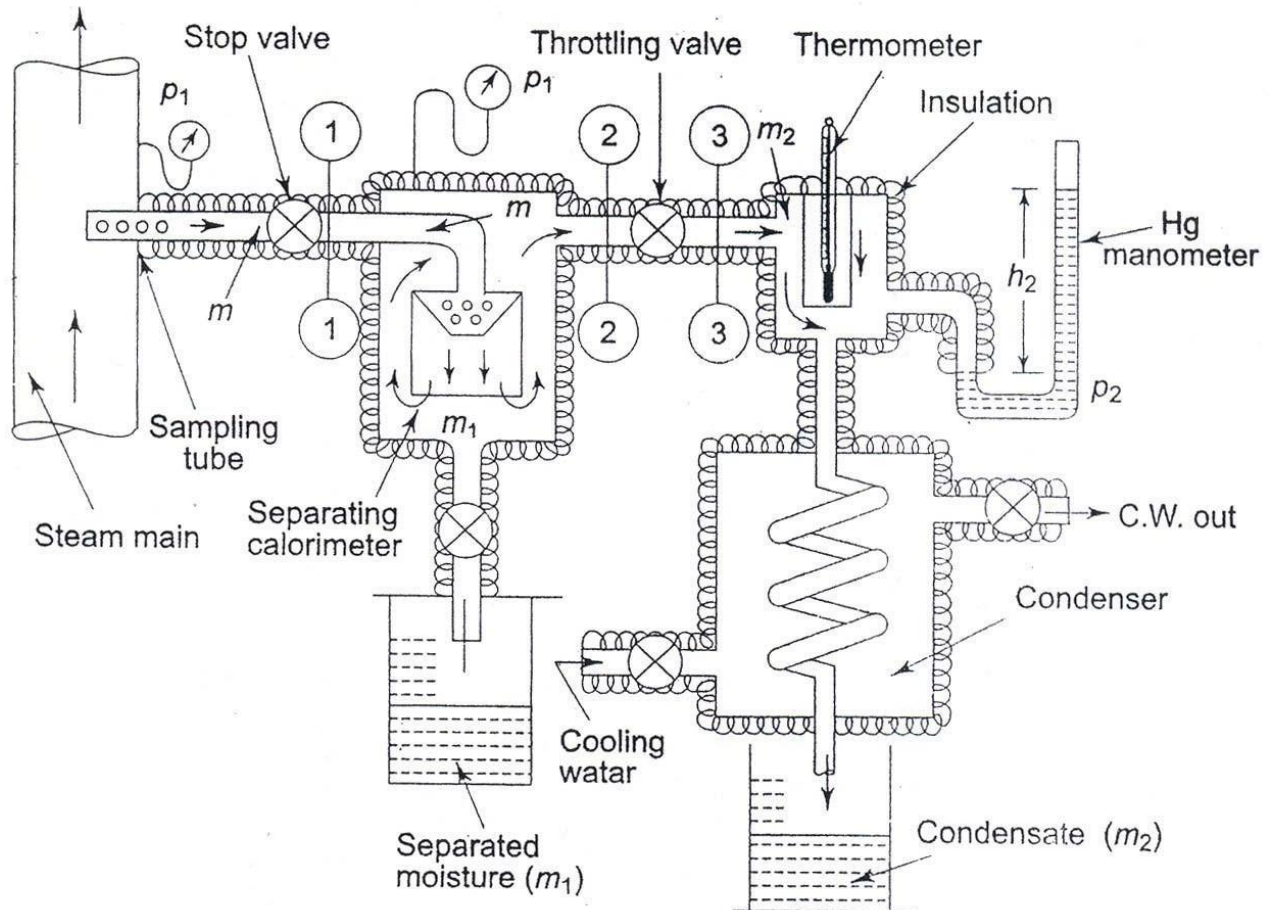 Stop valve
Throttling valve
Thermometer
p1
p1
Insulation
1
2
3
m2
m
Hg
manometer
h2
m
1
2
3
p2
m1
Sampling
tube
Separating
calorimeter
Steam main
C.W. out
Condenser
Cooling
watar
Separated
moisture (m1)
Condensate (m2)